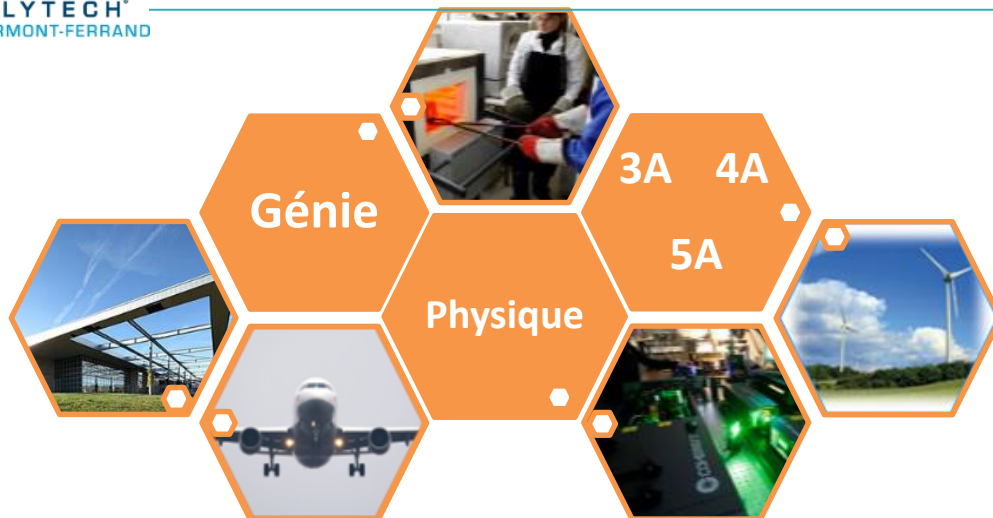 LYTECH®
RMONT-FERRAND
Génie
3A 4A
5A
Physique